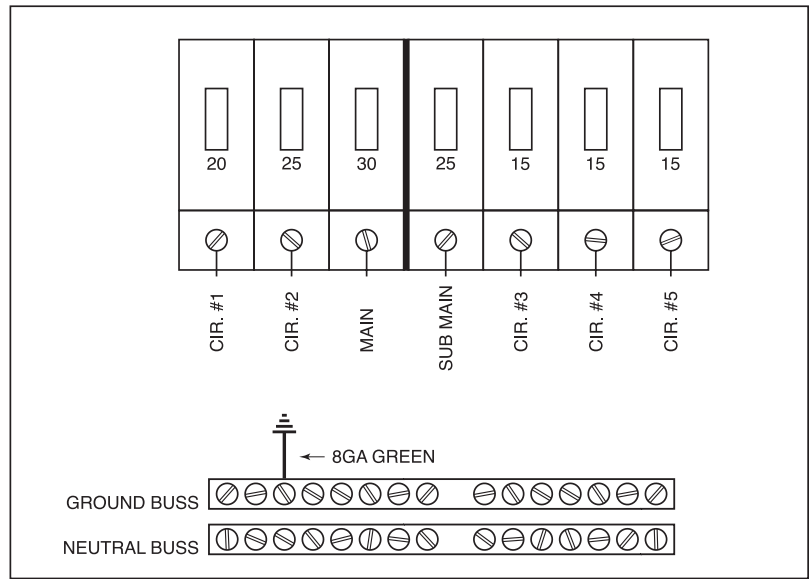 20 25 30 25 15 15 15
CIR. #1 CIR. #2 MAIN SUB MAIN CIR. #3 CIR. #4 CIR. #5
8GA GREEN
GROUND BUSS
NEUTRAL BUSS